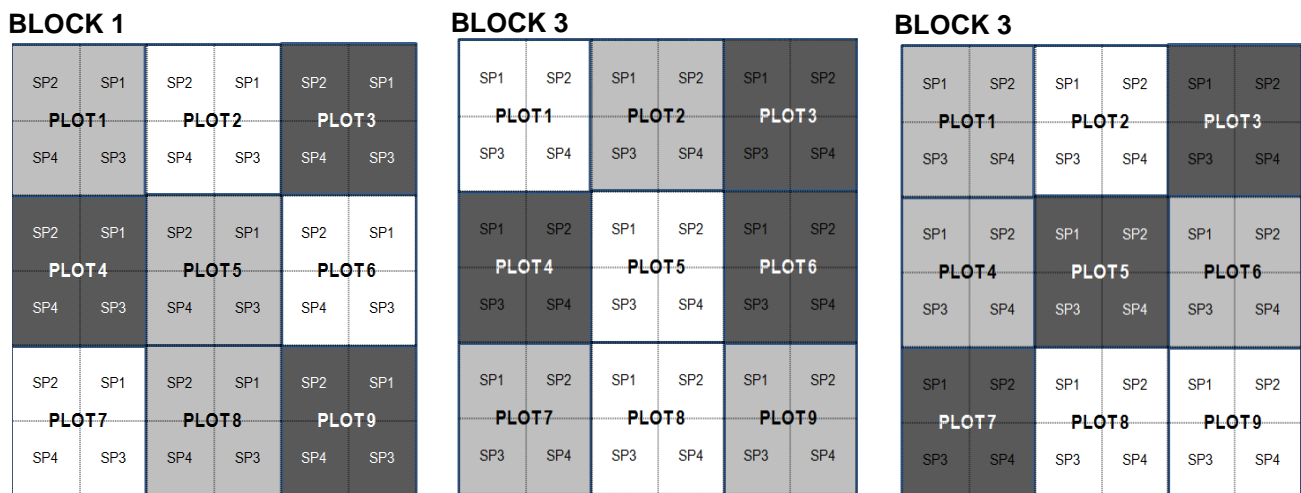 BLOCK 1
SP2 SP1 SP2 SP1 SP2 SP1
PLOT1 PLOT2 PLOT3
SP4 SP3 SP4 SP3 SP4 SP3
SP2 SP1 SP2 SP1 SP2 SP1
PLOT4 PLOT5 PLOT6
SP4 SP3 SP4 SP3 SP4 SP3
SP2 SP1 SP2 SP1 SP2 SP1
PLOT7 PLOT8 PLOT9
SP4 SP3 SP4 SP3 SP4 SP3
BLOCK 3
SP1 SP2 SP1 SP2 SP1 SP2
PLOT1 PLOT2 PLOT3
SP3 SP4 SP3 SP4 SP3 SP4
SP1 SP2 SP1 SP2 SP1 SP2
PLOT4 PLOT5 PLOT6
SP3 SP4 SP3 SP4 SP3 SP4
SP1 SP2 SP1 SP2 SP1 SP2
PLOT7 PLOT8 PLOT9
SP3 SP4 SP3 SP4 SP3 SP4
BLOCK 3
SP1 SP2 SP1 SP2 SP1 SP2
PLOT1 PLOT2 PLOT3
SP3 SP4 SP3 SP4 SP3 SP4
SP1 SP2 SP1 SP2 SP1 SP2
PLOT4 PLOT5 PLOT6
SP3 SP4 SP3 SP4 SP3 SP4
SP1 SP2 SP1 SP2 SP1 SP2
PLOT7 PLOT8 PLOT9
SP3 SP4 SP3 SP4 SP3 SP4